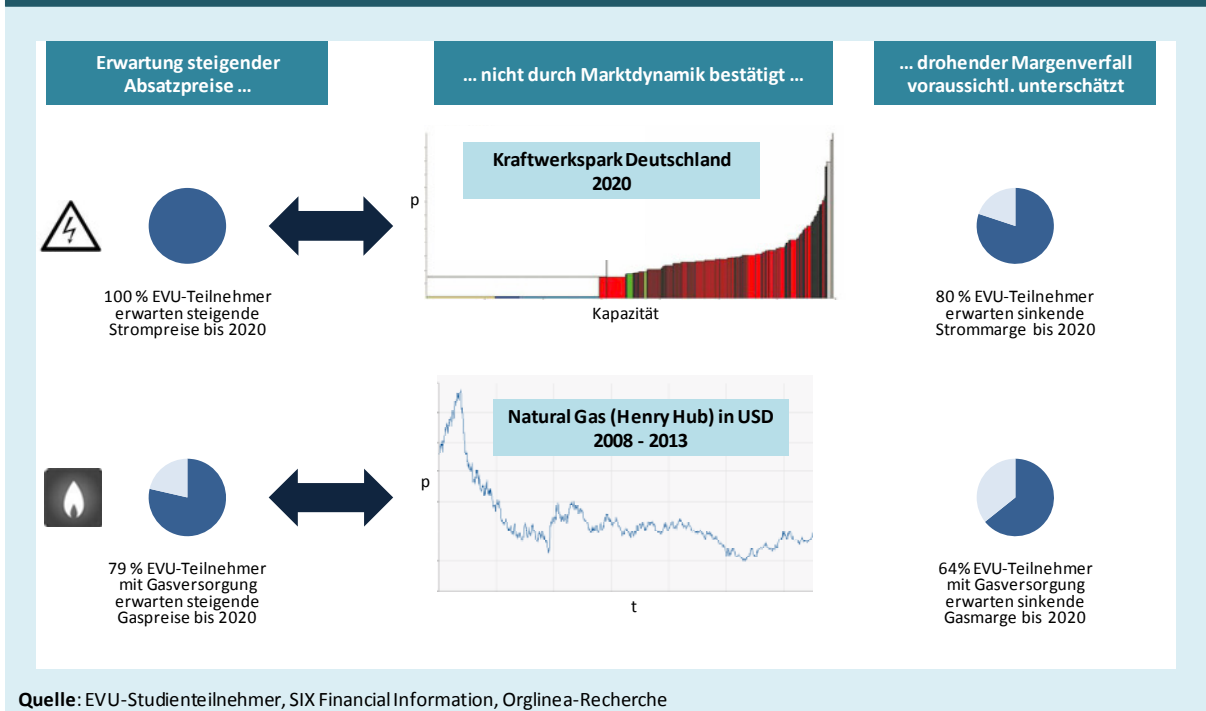 Erwartung steigender
Absatzpreise ...
... nicht durch Marktdynamik bestätigt ...
... drohender Margenverfall
voraussichtl. unterschätzt
Kraftwerkspark Deutschland
2020
p
Kapazität
100 % EVU-Teilnehmer
erwarten steigende
Strompreise bis 2020
80 % EVU-Teilnehmer
erwarten sinkende
Strommarge bis 2020
Natural Gas (Henry Hub) in USD
2008 - 2013
p
t
79 % EVU-Teilnehmer
mit Gasversorgung
erwarten steigende
Gaspreise bis 2020
64% EVU-Teilnehmer
mit Gasversorgung
erwarten sinkende
Gasmarge bis 2020
Quelle: EVU-Studienteilnehmer, SIX Financial Information, Orglinea-Recherche